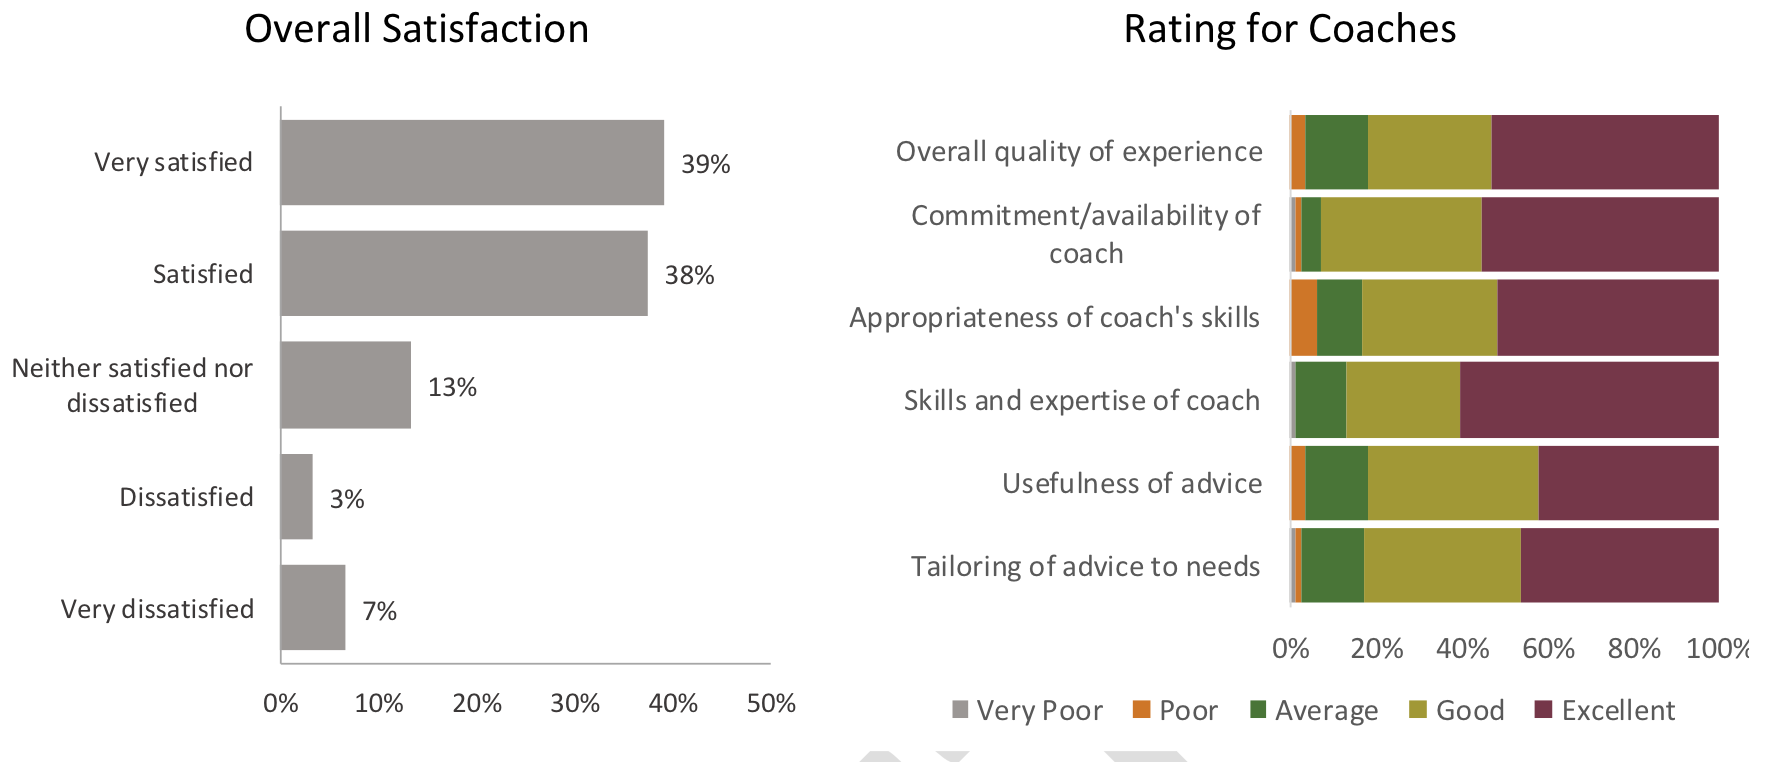 Overall Satisfaction
Very satisfied
39%
Satisfied
38%
Neither satisfied nor
dissatisfied
13%
Dissatisfied
3%
Very dissatisfied
7%
0% 10% 20% 30% 40% 50%
Rating for Coaches
Overall quality of experience
Commitment/availability of
coach
Appropriateness of coach's skills
Skills and expertise of coach
Usefulness of advice
Tailoring of advice to needs
0% 20% 40% 60% 80% 100%
Very Poor Poor Average Good Excellent